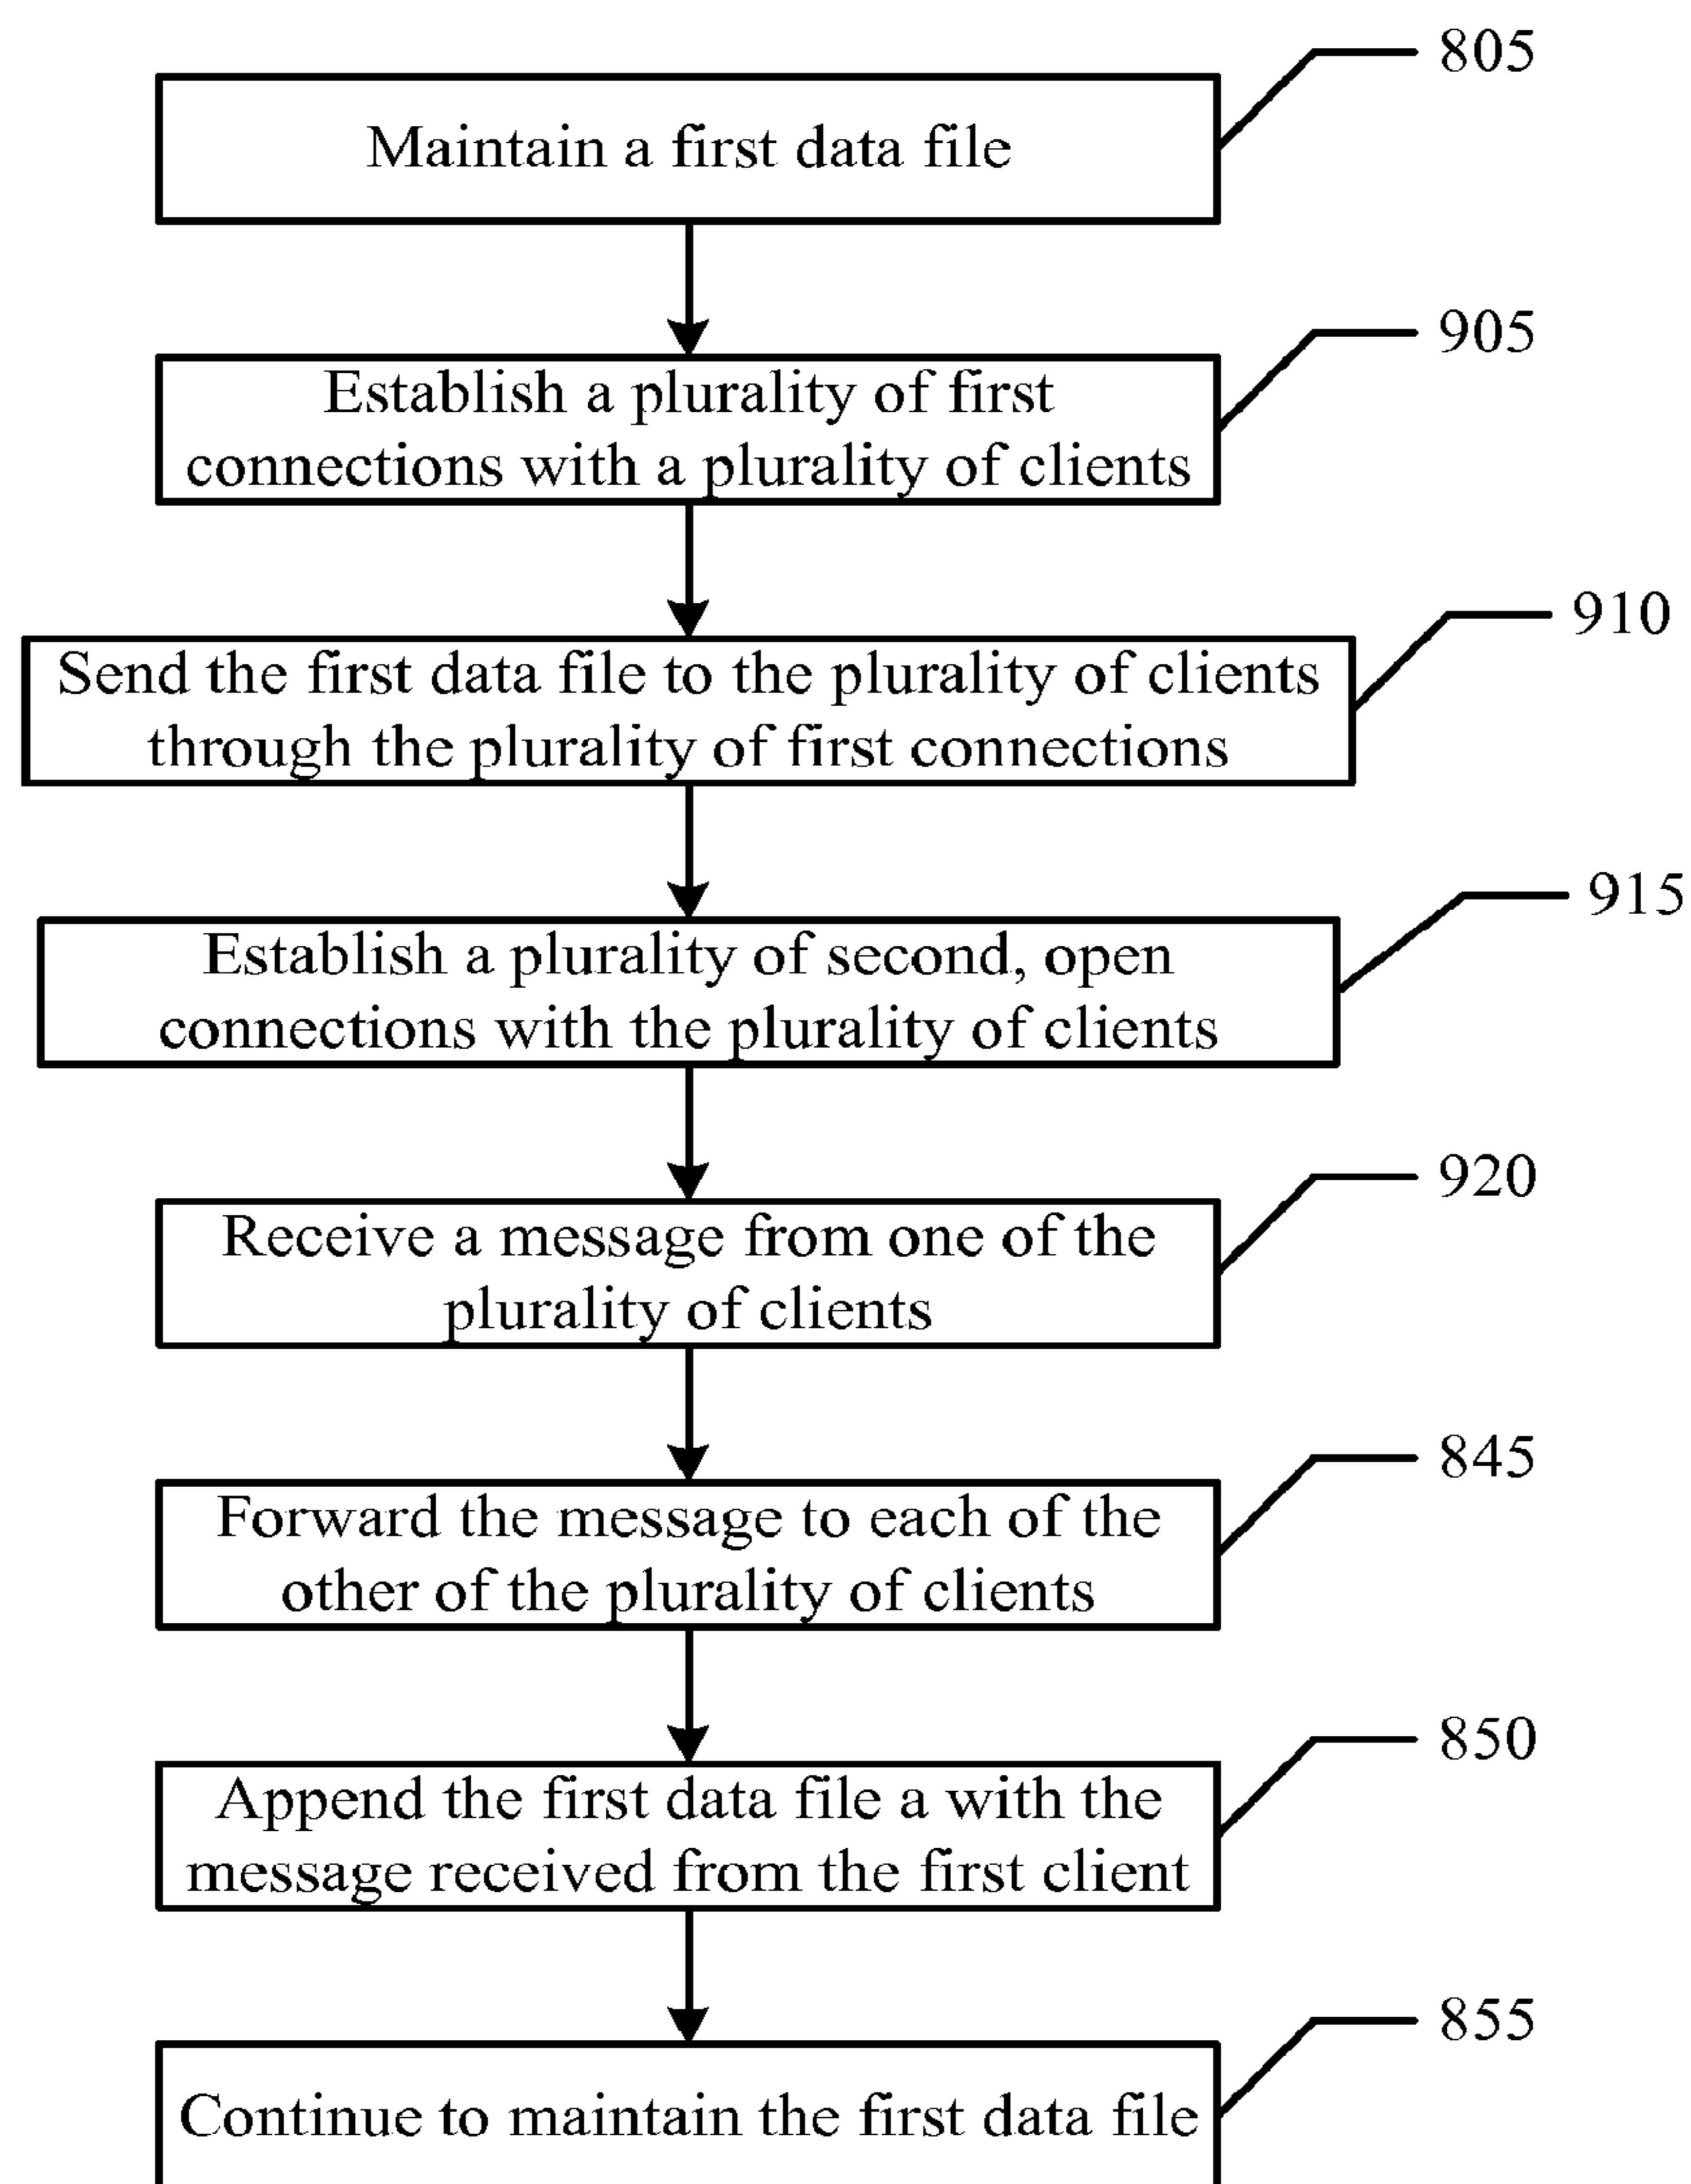 805
Maintain a first data file
905
Establish a plurality of first
connections with a plurality of clients
910
Send the first data file to the plurality of clients
through the plurality of first connections
915
Establish a plurality of second, open
connections with the plurality of clients
920
Receive a message from one of the
plurality of clients
845
Forward the message to each of the
other of the plurality of clients
850
Append the first data file a with the
message received from the first client
855
Continue to maintain the first data file